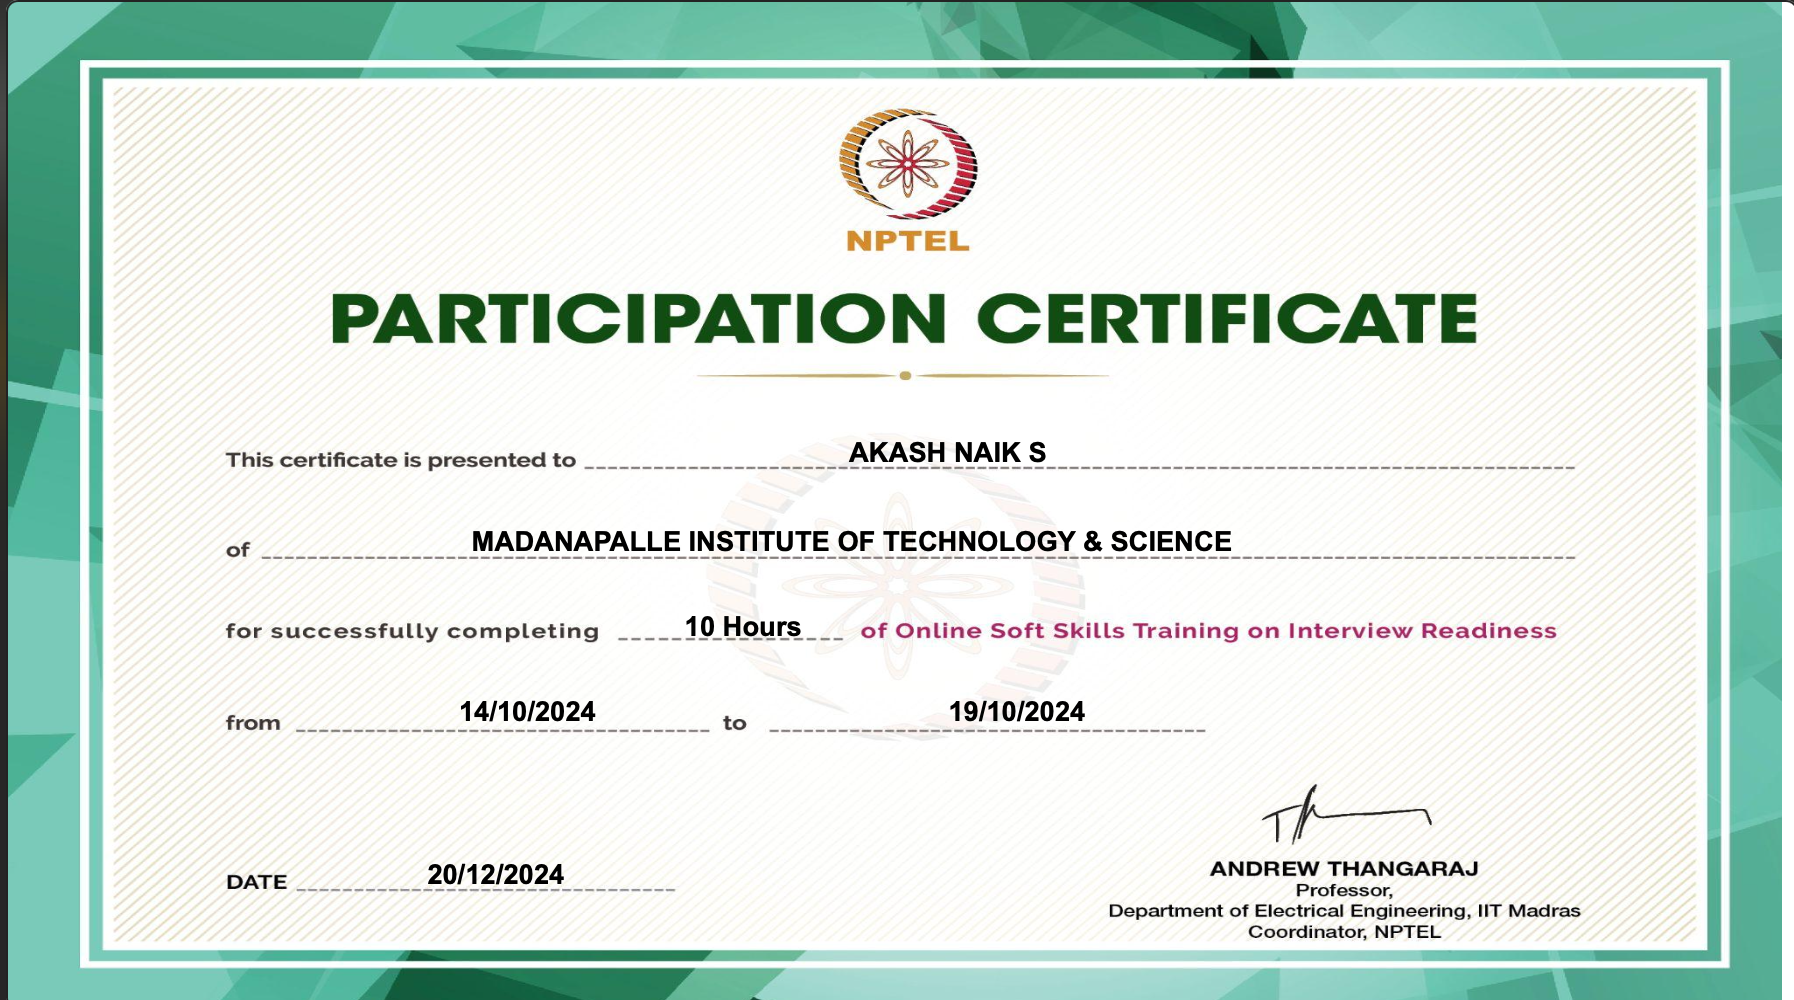 NPTEL
PARTICIPATION CERTIFICATE
This certificate is presented to AKASH NAIK S
of MADANAPALLE INSTITUTE OF TECHNOLOGY & SCIENCE
for successfully completing 10 Hours of Online Soft Skills Training on Interview Readiness
from 14/10/2024 to 19/10/2024
DATE 20/12/2024
ANDREW THANGARAJ
Professor,
Department of Electrical Engineering, IIT Madras
Coordinator, NPTEL